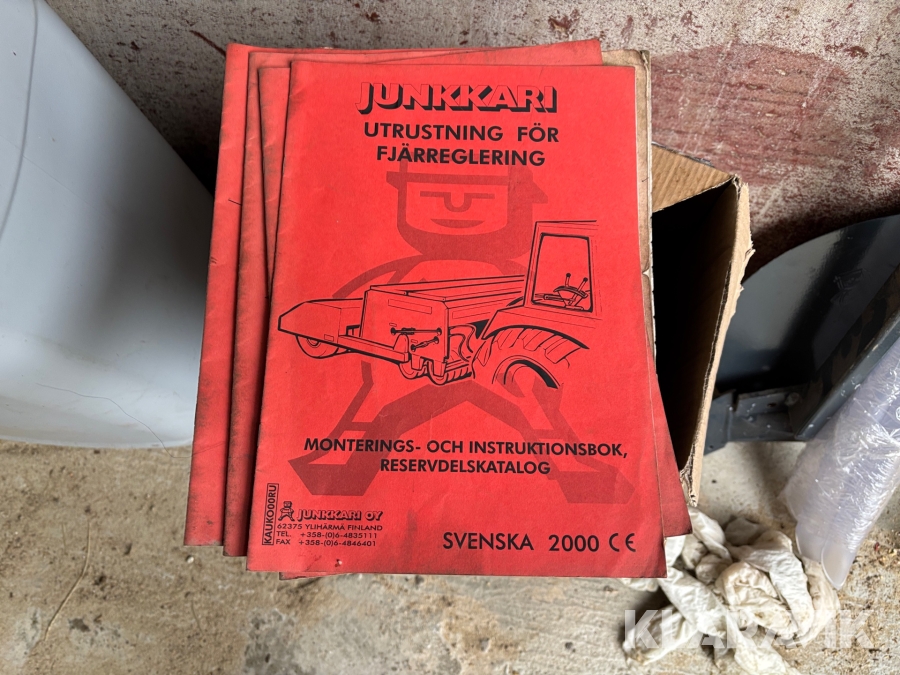 JUNKKARI
UTRUSTNING FÖR
FJÄRREGLERING
MONTERINGS- OCH INSTRUKTIONSBOK,
RESERVDELSKATALOG
KAUKO00RU
JUNKKARI OY
62375 YLIHÄRMÄ FINLAND
TEL. +358-(0)6-4835111
FAX +358-(0)6-4846401
SVENSKA 2000 CE
KLARAVIK